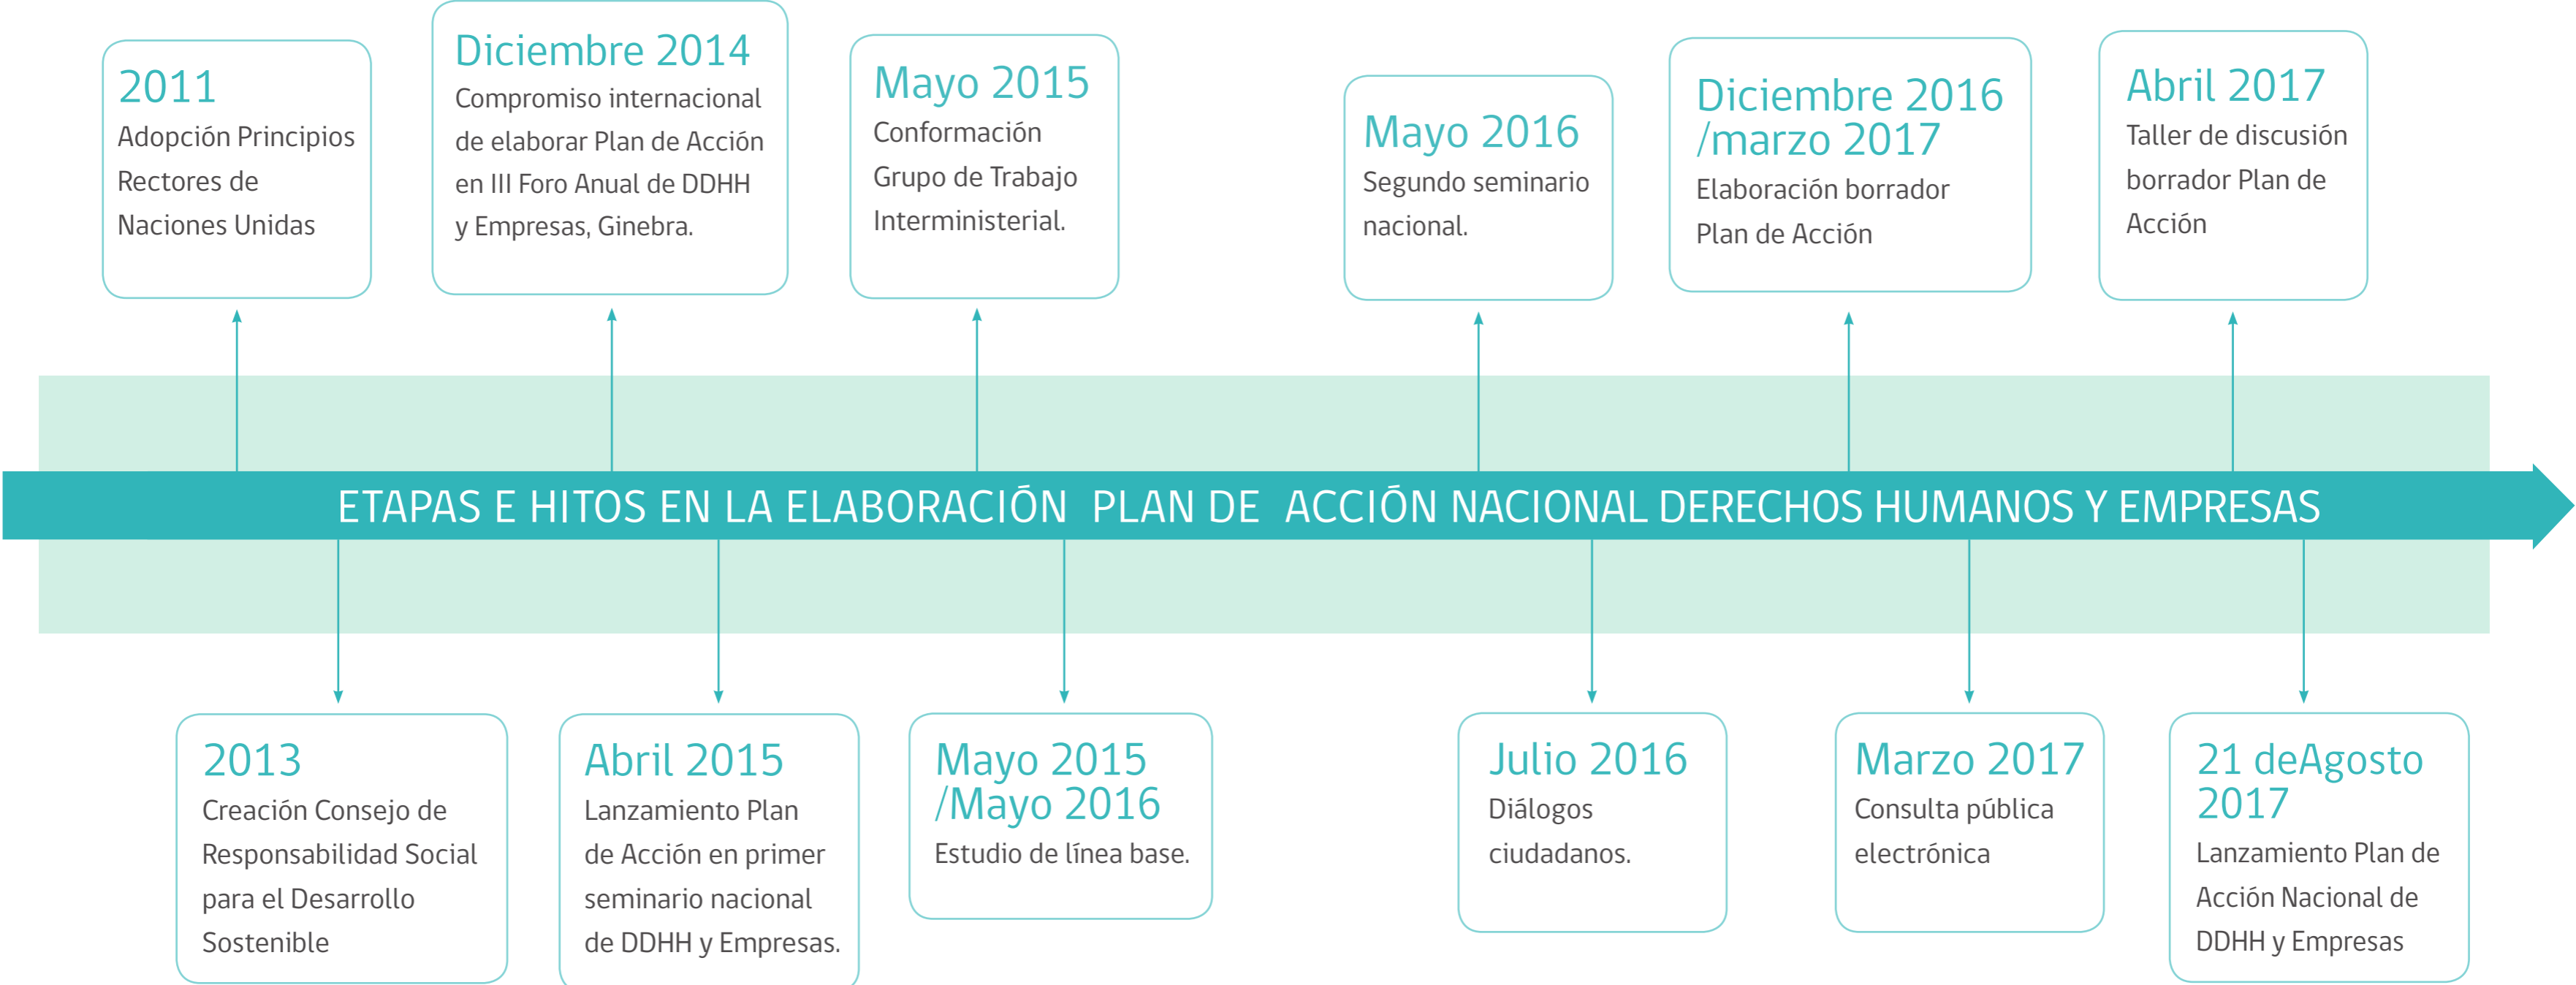 2011
Adopción Principios
Rectores de
Naciones Unidas
Diciembre 2014
Compromiso internacional
de elaborar Plan de Acción
en III Foro Anual de DDHH
y Empresas, Ginebra.
Mayo 2015
Conformación
Grupo de Trabajo
Interministerial.
Mayo 2016
Segundo seminario
nacional.
Diciembre 2016
/marzo 2017
Elaboración borrador
Plan de Acción
Abril 2017
Taller de discusión
borrador Plan de
Acción
ETAPAS E HITOS EN LA ELABORACIÓN PLAN DE ACCIÓN NACIONAL DERECHOS HUMANOS Y EMPRESAS
2013
Creación Consejo de
Responsabilidad Social
para el Desarrollo
Sostenible
Abril 2015
Lanzamiento Plan
de Acción en primer
seminario nacional
de DDHH y Empresas.
Mayo 2015
/Mayo 2016
Estudio de línea base.
Julio 2016
Diálogos
ciudadanos.
Marzo 2017
Consulta pública
electrónica
21 deAgosto
2017
Lanzamiento Plan de
Acción Nacional de
DDHH y Empresas